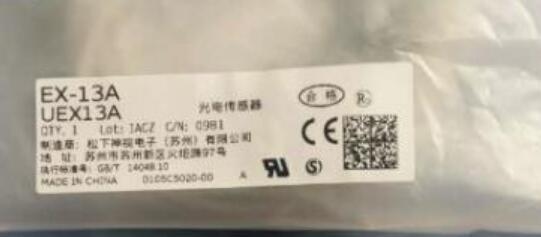 EX-13A
UEX13A
光电传感器
合格
QTY. 1 Lot: IACZ C/N: 0981
制造商: 松下神视电子(苏州)有限公司
地 址: 苏州市苏州新区火炬路97号
执行标准号: GB/T 14048.10
MADE IN CHINA 0105C5020-00 A
CE